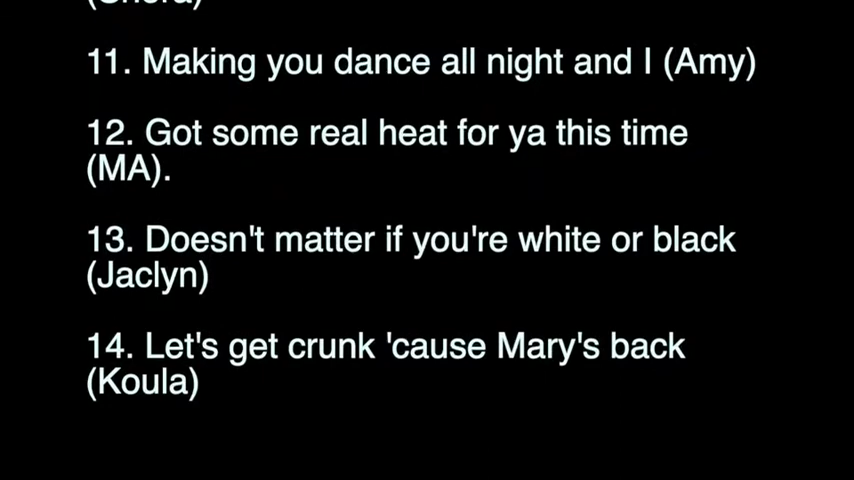 11. Making you dance all night and I (Amy)
12. Got some real heat for ya this time
(MA).
13. Doesn't matter if you're white or black
(Jaclyn)
14. Let's get crunk 'cause Mary's back
(Koula)